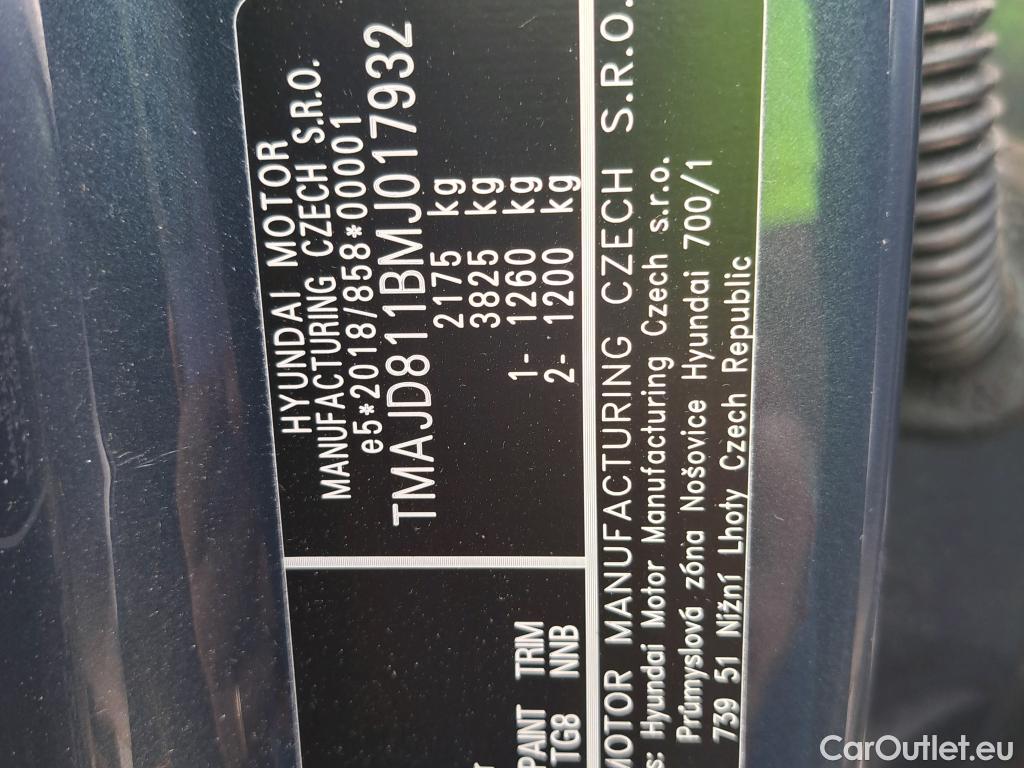 HYUNDAI MOTOR
MANUFACTURING CZECH S.R.O.
e5*2018/858*00001
TMAJD811BMJ017932
2175 kg
3825 kg
1- 1260 kg
2- 1200 kg
PAINT TRM
TG8 NNB
MOTOR MANUFACTURING CZECH S.R.O.
s: Hyundai Motor Manufacturing Czech s.r.o.
Průmyslová zóna Nošovice Hyundai 700/1
739 51 Nižní Lhoty Czech Republic
CarOutlet.eu